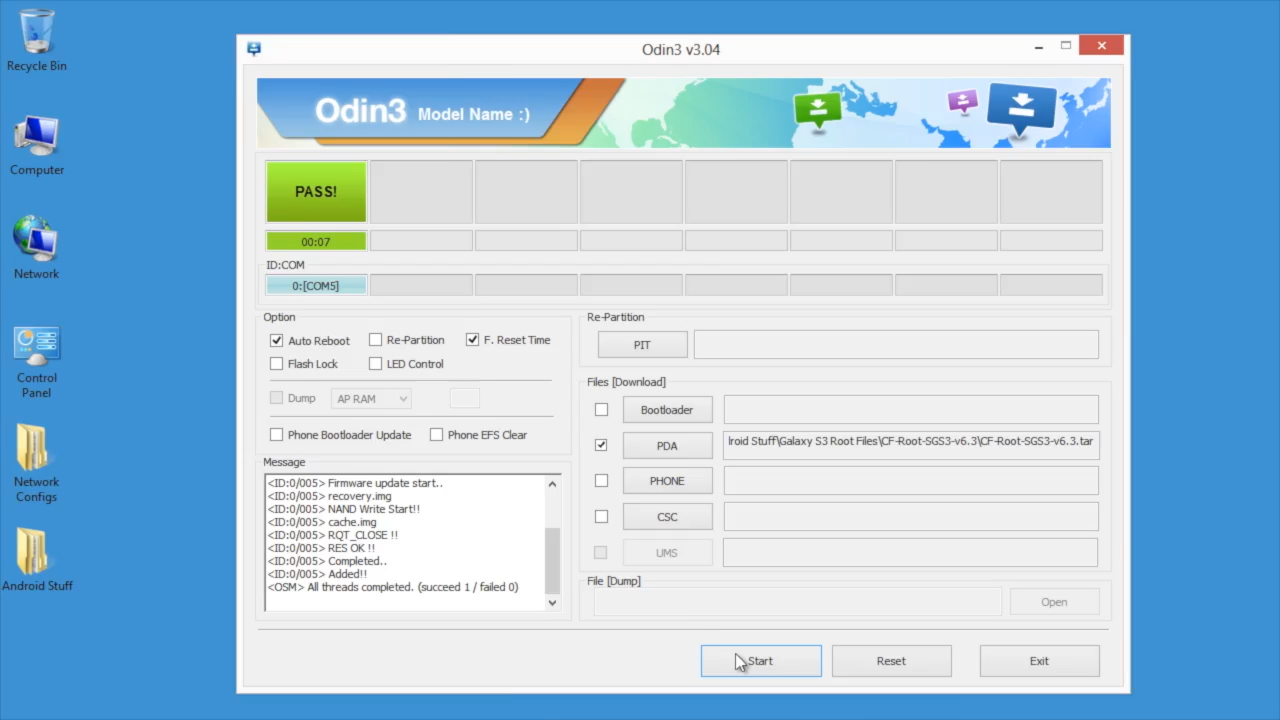 Recycle Bin
Computer
Network
Control
Panel
Network
Configs
Android Stuff
Odin3 v3.04
Odin3 Model Name :)
PASS!
00:07
ID:COM
0:[COM5]
Option
Auto Reboot
Re-Partition
F. Reset Time
Flash Lock
LED Control
Dump
AP RAM
Phone Bootloader Update
Phone EFS Clear
Message
<ID:0/005> Firmware update start..
<ID:0/005> recovery.img
<ID:0/005> NAND Write Start!!
<ID:0/005> cache.img
<ID:0/005> RQT_CLOSE !!
<ID:0/005> RES OK !!
<ID:0/005> Completed..
<ID:0/005> Added!!
<OSM> All threads completed. (succeed 1 / failed 0)
Re-Partition
PIT
Files [Download]
Bootloader
PDA
lroid Stuff\Galaxy S3 Root Files\CF-Root-SGS3-v6.3\CF-Root-SGS3-v6.3.tar
PHONE
CSC
UMS
File [Dump]
Open
Start
Reset
Exit